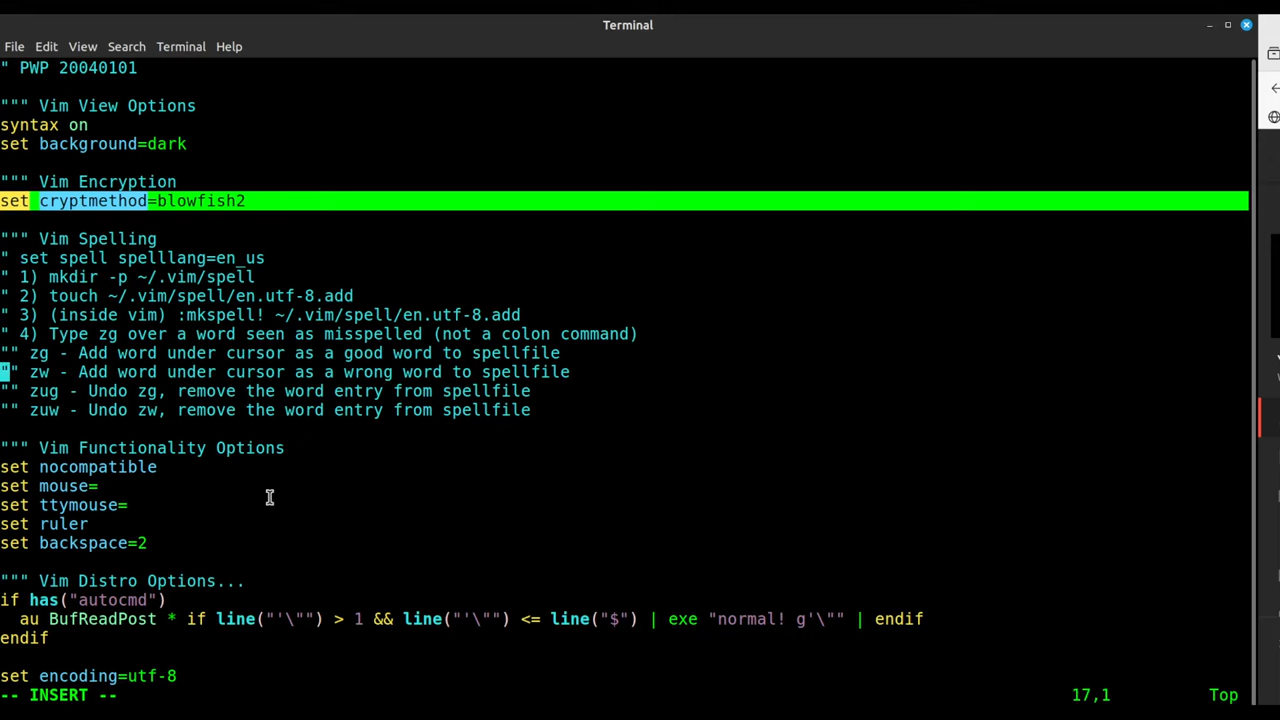 Terminal
File Edit View Search Terminal Help
" PWP 20040101
""" Vim View Options
syntax on
set background=dark
""" Vim Encryption
set cryptmethod=blowfish2
""" Vim Spelling
" set spell spelllang=en_us
" 1) mkdir -p ~/.vim/spell
" 2) touch ~/.vim/spell/en.utf-8.add
" 3) (inside vim) :mkspell! ~/.vim/spell/en.utf-8.add
" 4) Type zg over a word seen as misspelled (not a colon command)
"" zg - Add word under cursor as a good word to spellfile
"" zw - Add word under cursor as a wrong word to spellfile
"" zug - Undo zg, remove the word entry from spellfile
"" zuw - Undo zw, remove the word entry from spellfile
""" Vim Functionality Options
set nocompatible
set mouse=
set ttymouse=
set ruler
set backspace=2
""" Vim Distro Options...
if has("autocmd")
  au BufReadPost * if line("'\"") > 1 && line("'\"") <= line("$") | exe "normal! g'\"" | endif
endif
set encoding=utf-8
-- INSERT -- 17,1 Top